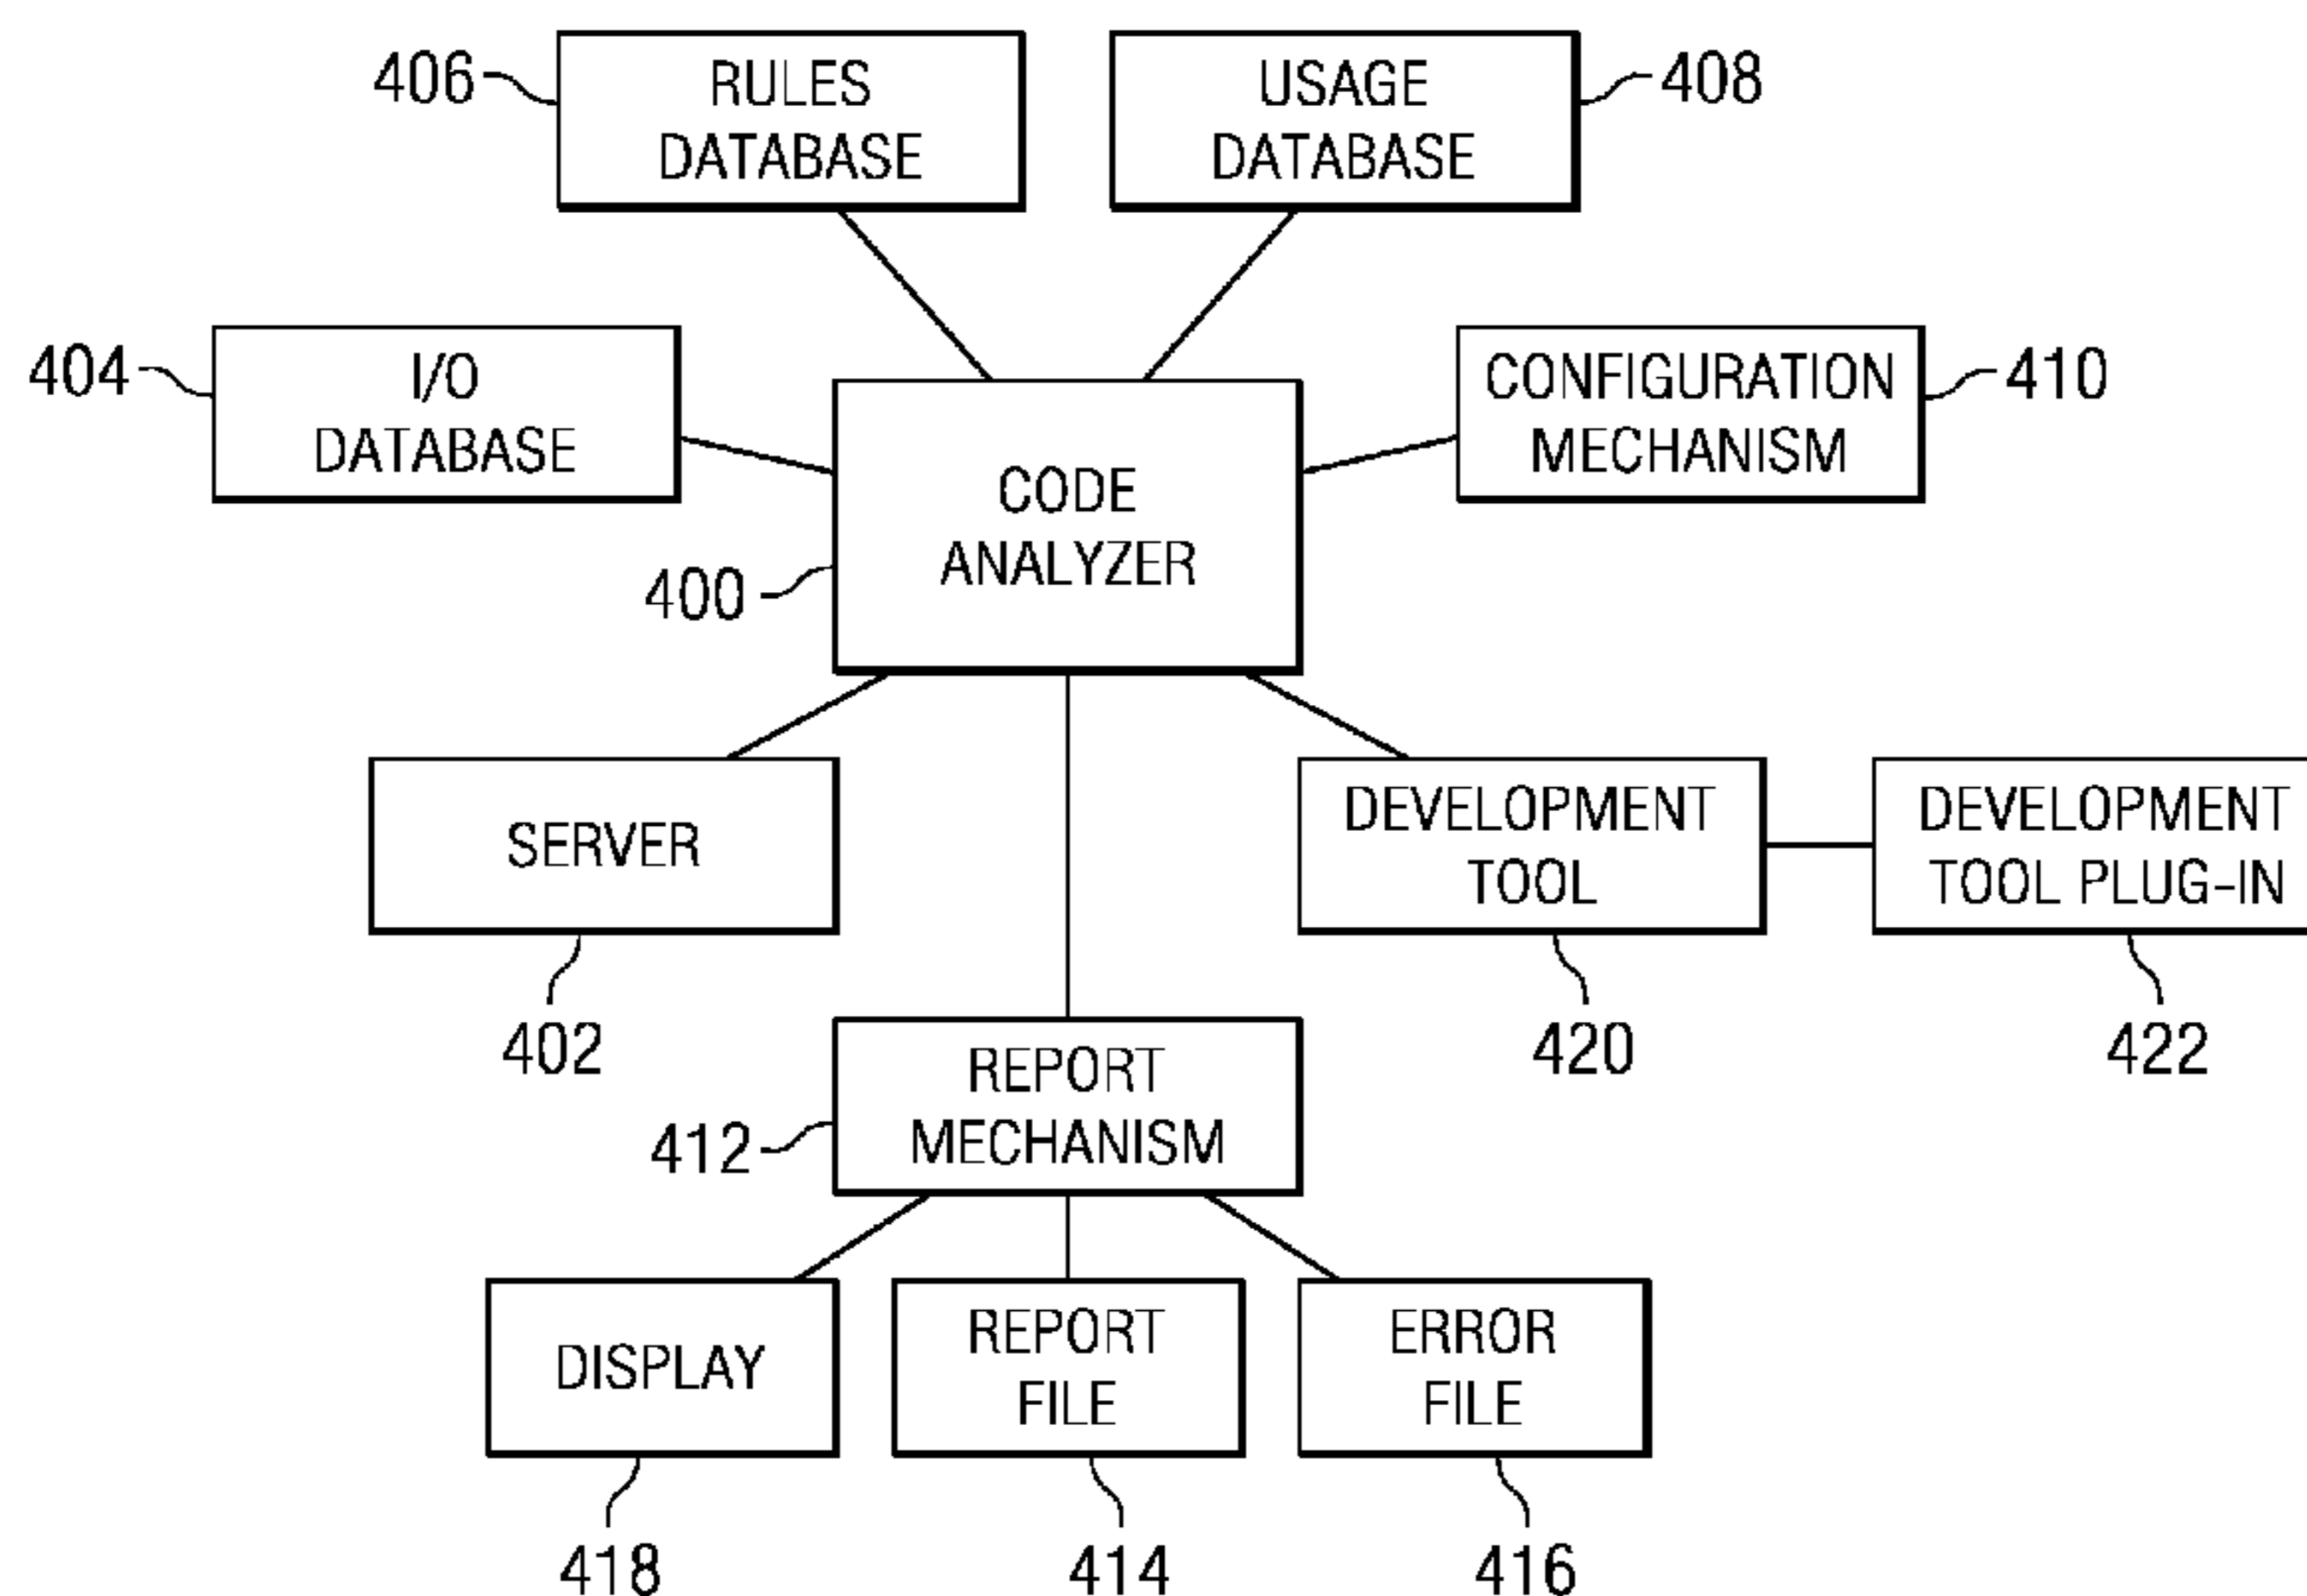 406
RULES
DATABASE
USAGE
DATABASE
408
404
I/O
DATABASE
CODE
ANALYZER
400
CONFIGURATION
MECHANISM
410
SERVER
402
DEVELOPMENT
TOOL
420
DEVELOPMENT
TOOL PLUG-IN
422
REPORT
MECHANISM
412
DISPLAY
418
REPORT
FILE
414
ERROR
FILE
416